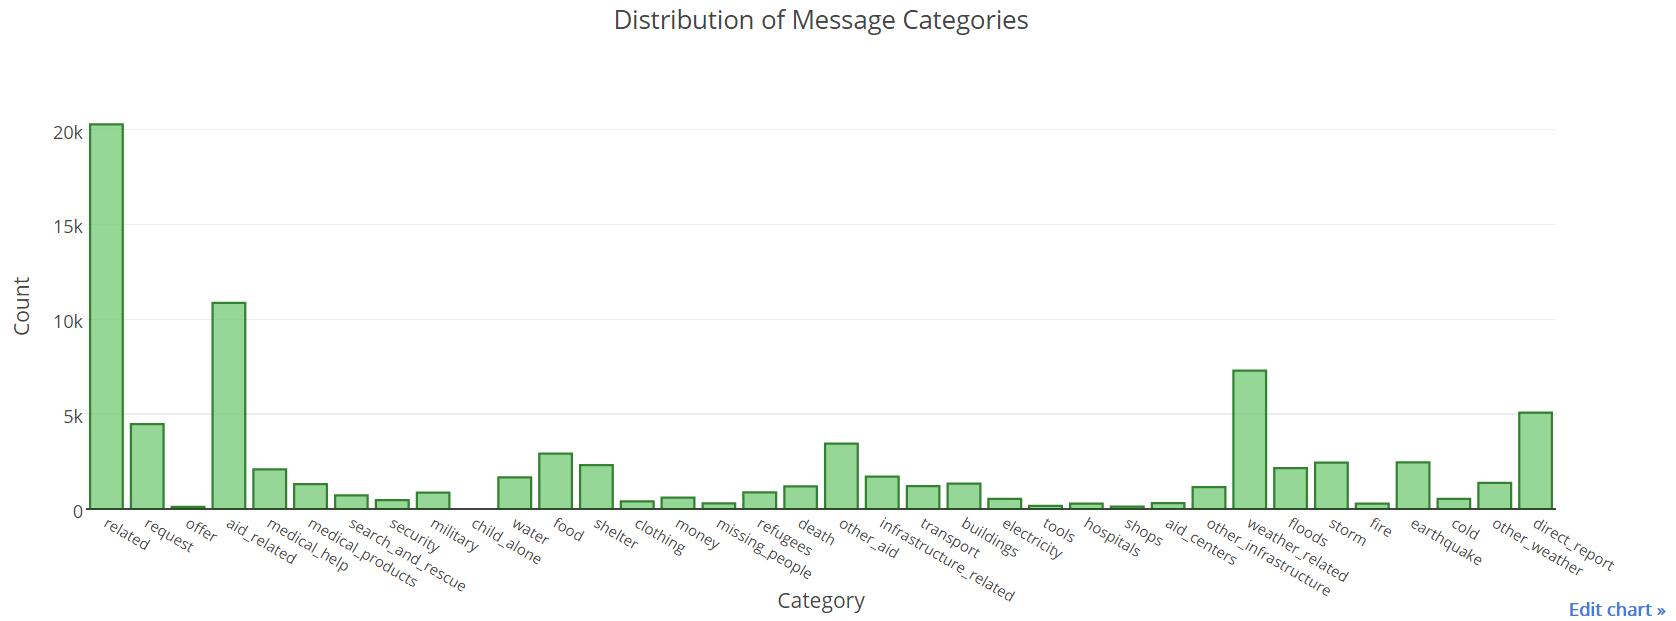 Distribution of Message Categories
20k
15k
10k
5k
0
Count
related
request
offer
aid_related
medical_help
medical_products
search_and_rescue
security
military
child_alone
water
food
shelter
clothing
money
missing_people
refugees
death
other_aid
infrastructure_related
transport
buildings
electricity
tools
hospitals
shops
aid_centers
other_infrastructure
weather_related
floods
storm
fire
earthquake
cold
other_weather
direct_report
Category
Edit chart »